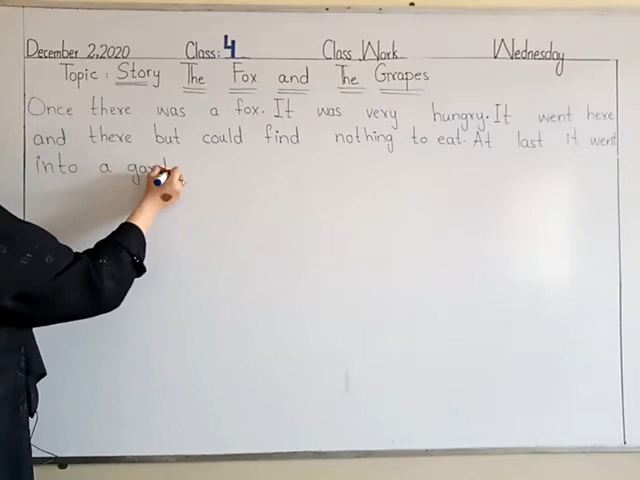 December 2,2020 Class: 4 Class Work Wednesday
Topic : Story The Fox and The Grapes
Once there was a fox. It was very hungry. It went here
and there but could find nothing to eat. At last it went
into a